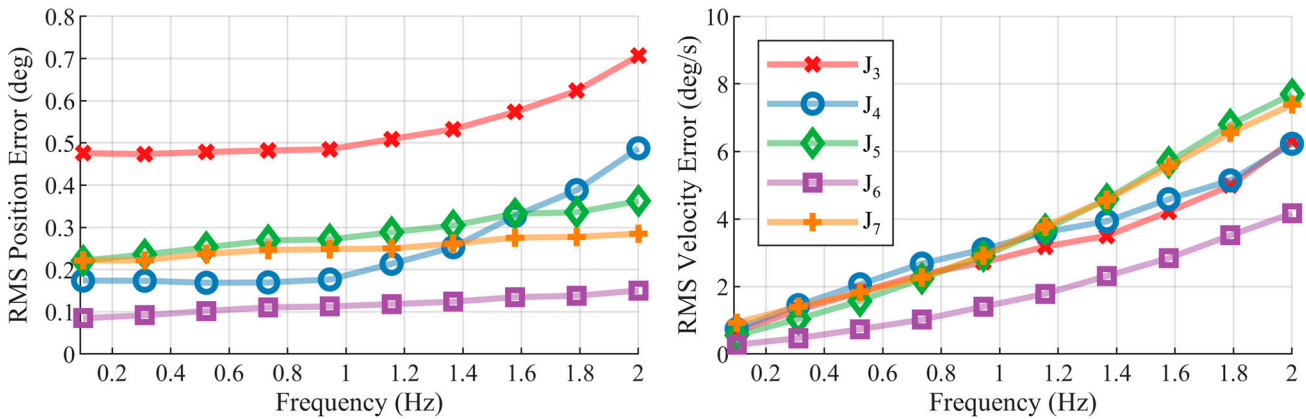 RMS Position Error (deg)
0.8
0.7
0.6
0.5
0.4
0.3
0.2
0.1
0
0.2 0.4 0.6 0.8 1 1.2 1.4 1.6 1.8 2
Frequency (Hz)
RMS Velocity Error (deg/s)
10
8
6
4
2
0
0.2 0.4 0.6 0.8 1 1.2 1.4 1.6 1.8 2
Frequency (Hz)
J3
J4
J5
J6
J7